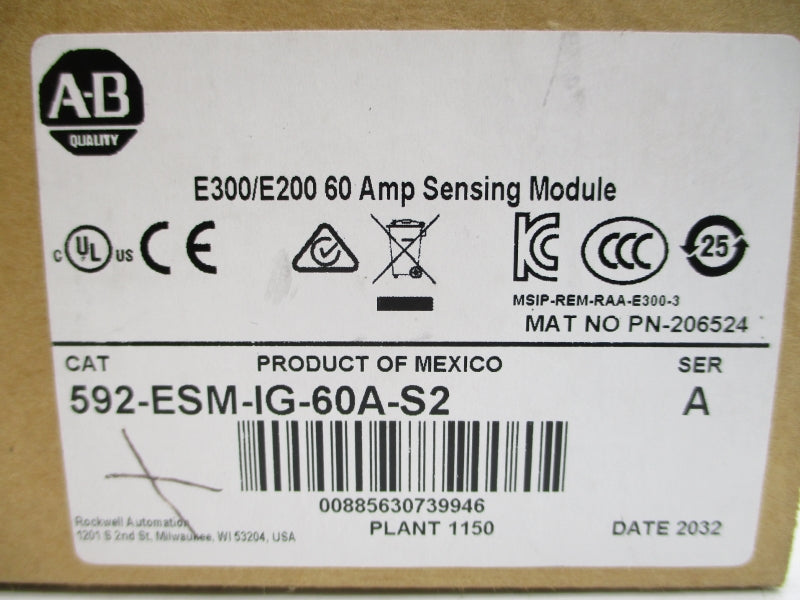 A-B
QUALITY
E300/E200 60 Amp Sensing Module
c UL us CE KC CCC 25
MSIP-REM-RAA-E300-3
MAT NO PN-206524
CAT PRODUCT OF MEXICO SER
592-ESM-IG-60A-S2 A
00885630739946
Rockwell Automation
PLANT 1150 DATE 2032
1201 S 2nd St. Milwaukee, WI 53204, USA